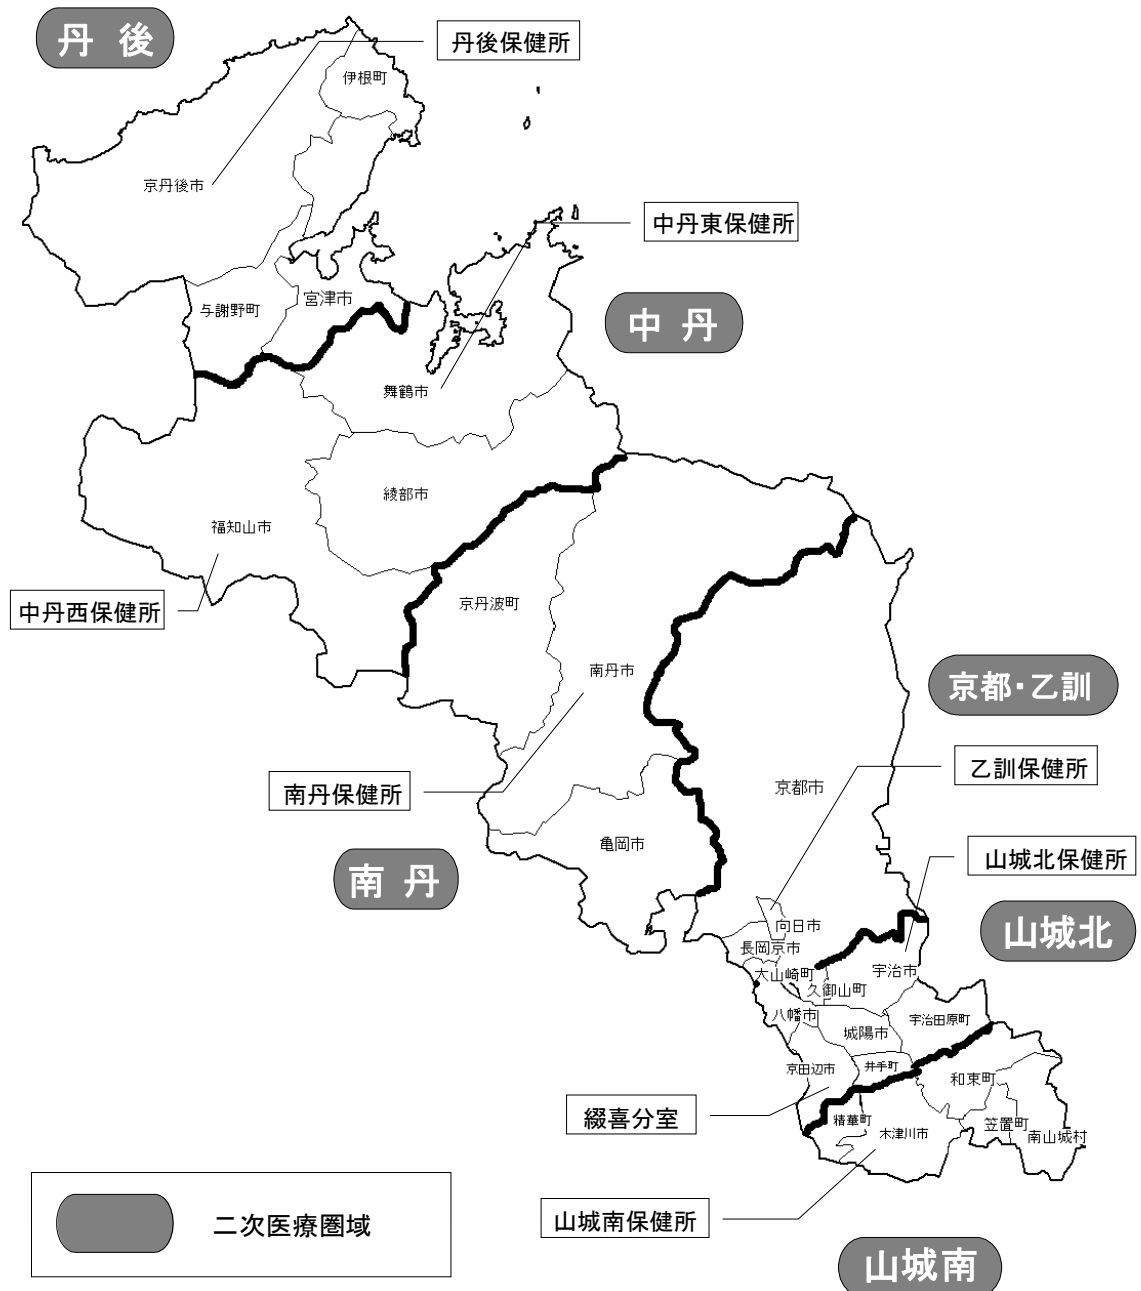 丹後
丹後保健所
伊根町
京丹後市
中丹東保健所
与謝野町
宮津市
中丹
舞鶴市
綾部市
福知山市
中丹西保健所
京丹波町
南丹市
京都・乙訓
乙訓保健所
京都市
南丹保健所
亀岡市
山城北保健所
南丹
向日市
山城北
長岡京市
大山崎町
宇治市
久御山町
八幡市
宇治田原町
城陽市
京田辺市
井手町
和束町
綴喜分室
精華町
笠置町
木津川市
南山城村
山城南保健所
二次医療圏域
山城南